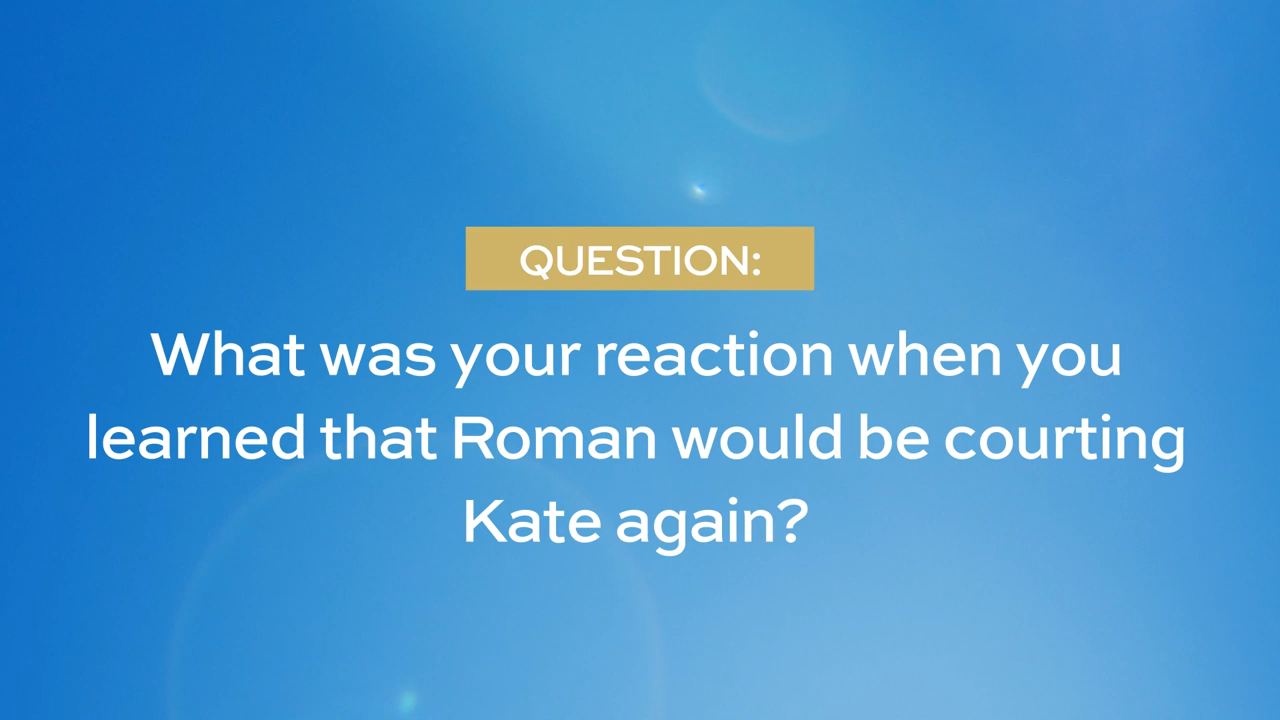 QUESTION:
What was your reaction when you
learned that Roman would be courting
Kate again?